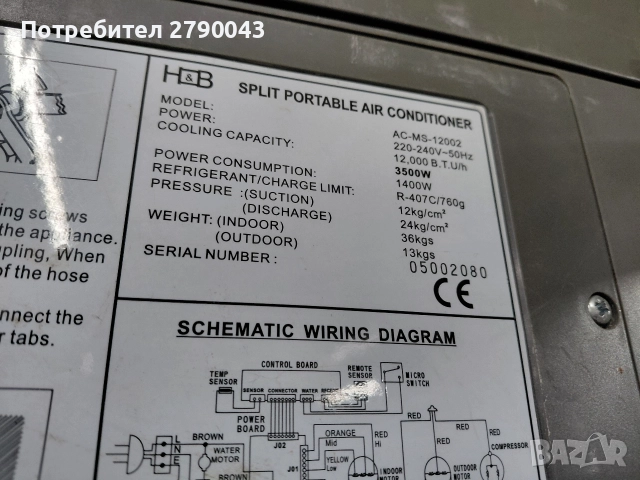 Потребител 2790043
H&B SPLIT PORTABLE AIR CONDITIONER
MODEL: AC-MS-12002
POWER: 220-240V~50Hz
COOLING CAPACITY: 12,000 B.T.U/h
3500W
POWER CONSUMPTION: 1400W
REFRIGERANT/CHARGE LIMIT: R-407C/760g
PRESSURE :(SUCTION) 12kg/cm²
(DISCHARGE) 24kg/cm²
WEIGHT: (INDOOR) 36kgs
(OUTDOOR) 13kgs
SERIAL NUMBER: 05002080
CE
ing screws
the appliance.
upling, When
of the hose
nnect the
r tabs.
SCHEMATIC WIRING DIAGRAM
TEMP SENSOR
CONTROL BOARD
REMOTE SENSOR
MICRO SWITCH
SENSOR CONNECTOR WATER
POWER BOARD
J02
BROWN
L
N
E
WATER MOTOR
BROWN
J01
ORANGE
Mid
YELLOW
Low
RED
Hi
RED
RED
RED
INDOOR MOTOR
OUTDOOR MOTOR
COMPRESSOR
BAZAR